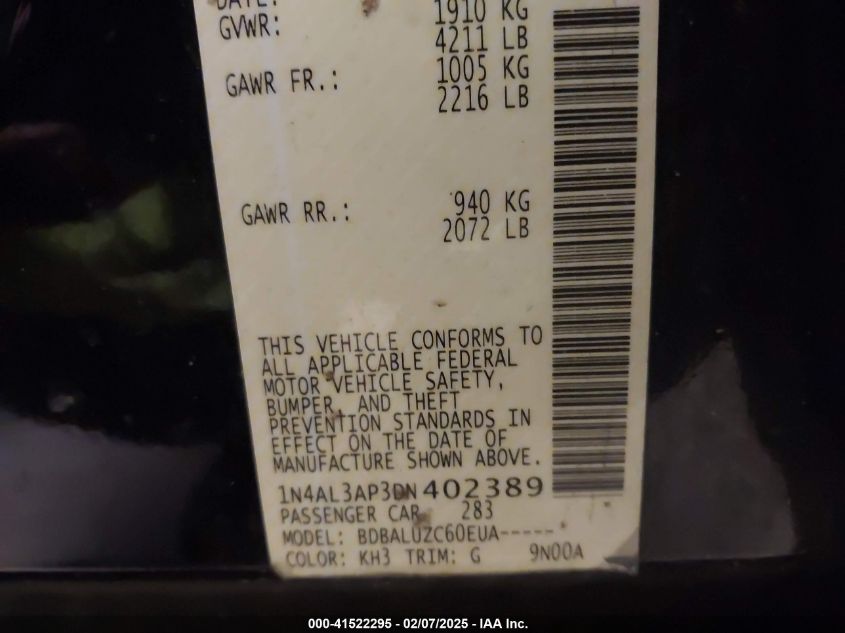 DATE:
GVWR: 1910 KG
4211 LB
GAWR FR.: 1005 KG
2216 LB
GAWR RR.: 940 KG
2072 LB
THIS VEHICLE CONFORMS TO
ALL APPLICABLE FEDERAL
MOTOR VEHICLE SAFETY,
BUMPER, AND THEFT
PREVENTION STANDARDS IN
EFFECT ON THE DATE OF
MANUFACTURE SHOWN ABOVE.
1N4AL3AP3DN402389
PASSENGER CAR 283
MODEL: BDBALUZC60EUA-----
COLOR: KH3 TRIM: G 9N00A
000-41522295 - 02/07/2025 - IAA Inc.